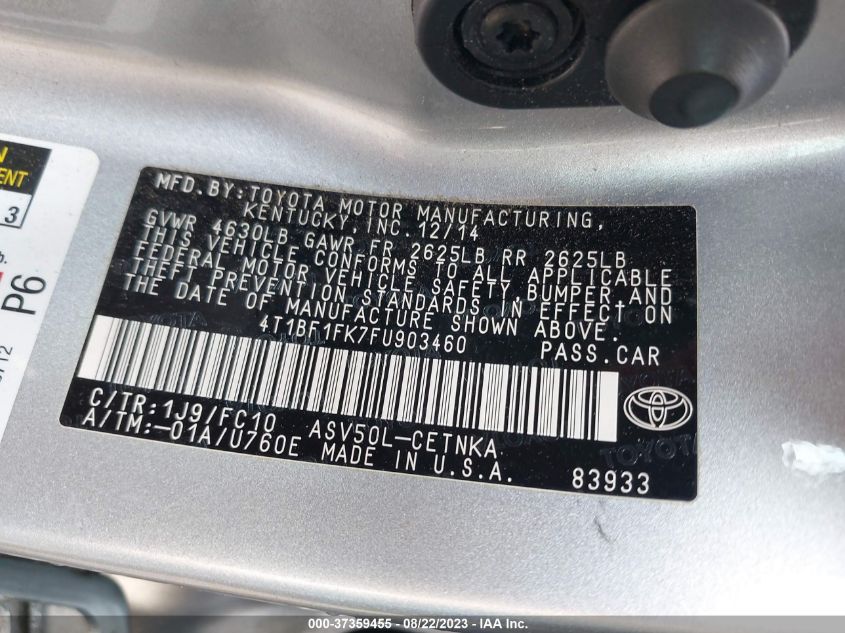 N
ENT
3
P6
/12
MFD. BY: TOYOTA MOTOR MANUFACTURING,
KENTUCKY, INC. 12/14
GVWR 4630LB GAWR FR 2625LB RR 2625LB
THIS VEHICLE CONFORMS TO ALL APPLICABLE
FEDERAL MOTOR VEHICLE SAFETY, BUMPER, AND
THEFT PREVENTION STANDARDS IN EFFECT ON
THE DATE OF MANUFACTURE SHOWN ABOVE.
4T1BF1FK7FU903460 PASS.CAR
C/TR:1J9/FC10 ASV50L-CETNKA
A/TM:-01A/U760E MADE IN U.S.A. 83933
TOYOTA
000-37359455 - 08/22/2023 - IAA Inc.